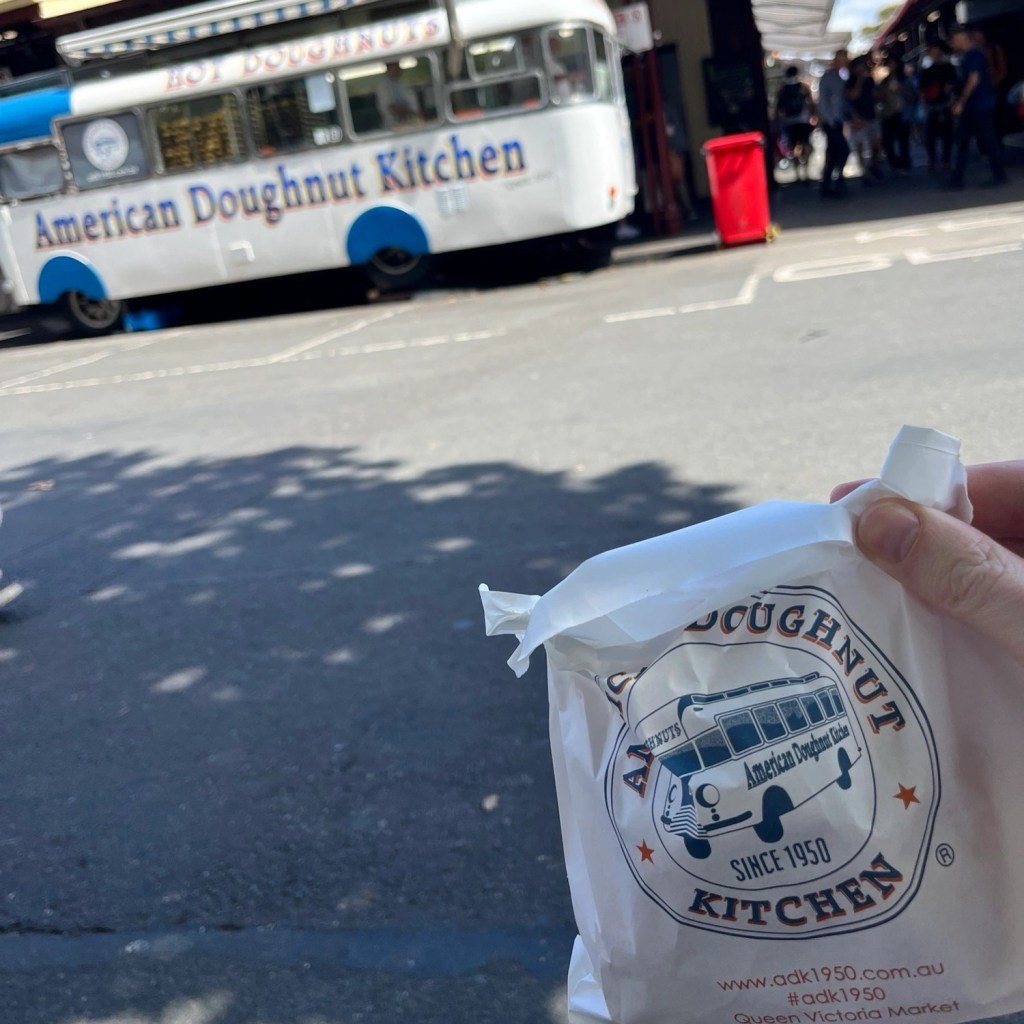 HOT DOUGHNUTS
American Doughnut Kitchen
DOUGHNUT
HNUTS
American Doughnut Kitchen
SINCE 1950
KITCHEN
®
www.adk1950.com.au
#adk1950
Queen Victoria Market